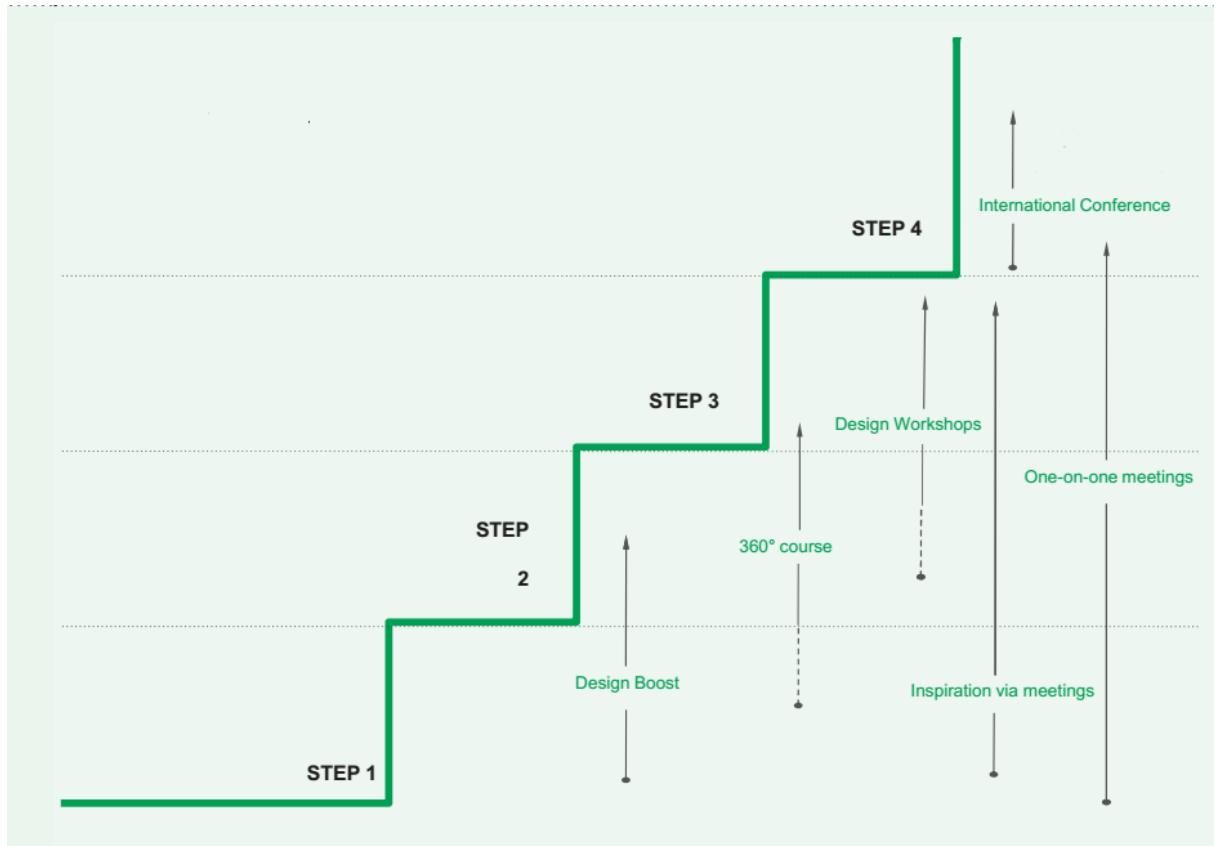 International Conference
STEP 4
STEP 3
Design Workshops
One-on-one meetings
STEP
2
360° course
Design Boost
Inspiration via meetings
STEP 1